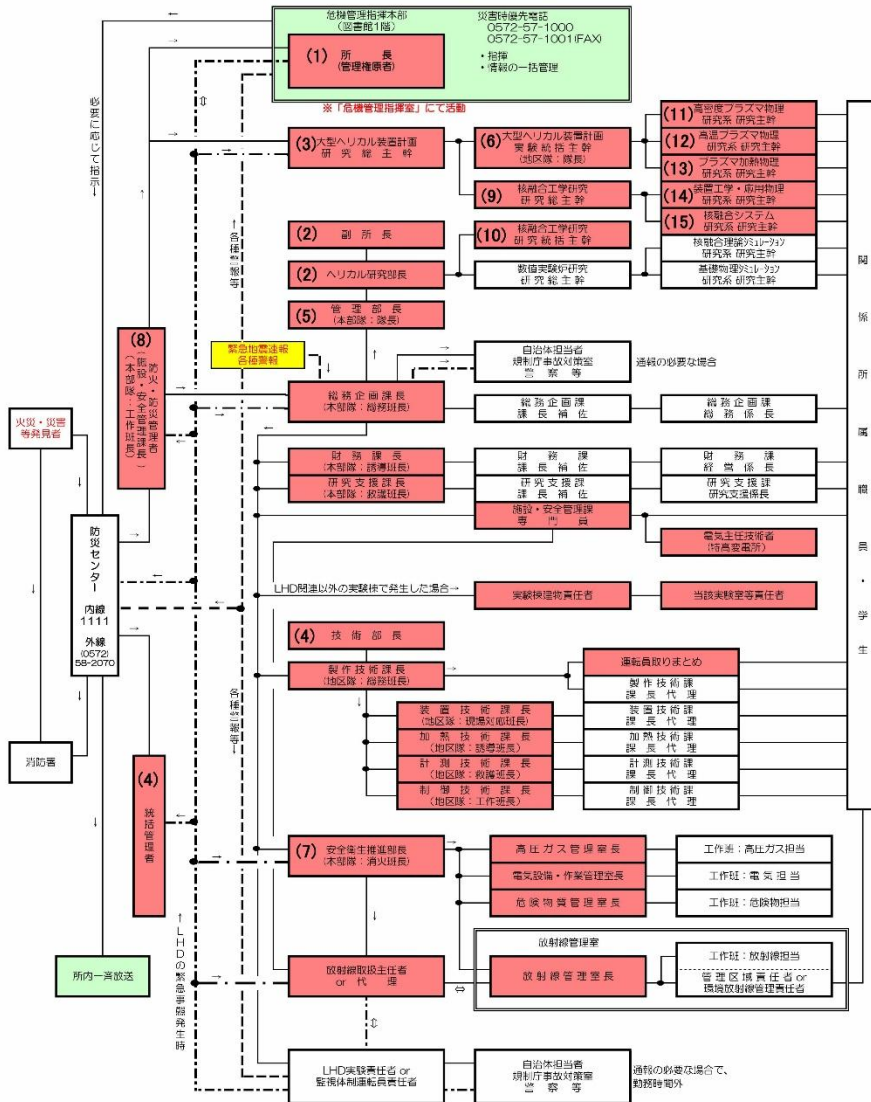 危機管理指揮本部
(図書館1階)
災害時優先電話
0572-57-1000
0572-57-1001(FAX)
・指揮
・情報の一括管理
(1) 所長
(管理権原者)
※「危機管理指揮室」にて活動
必要に応じて指示→
(3) 大型ヘリカル装置計画
研究総主幹
(6) 大型ヘリカル装置計画
実験統括主幹
(地区隊：隊長)
(11) 高密度プラズマ物理
研究系 研究主幹
(12) 高温プラズマ物理
研究系 研究主幹
(13) プラズマ加熱物理
研究系 研究主幹
(9) 核融合工学研究
研究総主幹
(14) 装置工学・応用物理
研究系 研究主幹
(15) 核融合システム
研究系 研究主幹
(2) 副所長
(10) 核融合工学研究
研究統括主幹
核融合理論シミュレーション
研究系 研究主幹
(2) ヘリカル研究部長
数値実験炉研究
研究総主幹
基礎物理シミュレーション
研究系 研究主幹
(5) 管理部長
(本部隊：隊長)
←各種警報等→
関係所属職員・学生
(8) 防火・防災管理者
(施設・安全管理課長)
(本部隊：工作班長)
緊急地震速報
各種警報
自治体担当者
規制庁事故対策室
警察等
通報の必要な場合
総務企画課長
(本部隊：総務班長)
総務企画課
課長補佐
総務企画課
総務係長
火災・災害
等発見者
財務課長
(本部隊：誘導班長)
財務課
課長補佐
財務課
経営係長
研究支援課長
(本部隊：救護班長)
研究支援課
課長補佐
研究支援課
研究支援係長
施設・安全管理課
専門員
電気主任技術者
(特高変電所)
防災センター
内線
1111
外線
(0572)
58-2070
LHD関連以外の実験棟で発生した場合→
実験棟建物責任者
当該実験室等責任者
(4) 技術部長
製作技術課長
(地区隊：総務班長)
運転員取りまとめ
製作技術課
課長代理
←各種警報等→
装置技術課長
(地区隊：現場対応班長)
装置技術課
課長代理
加熱技術課長
(地区隊：誘導班長)
加熱技術課
課長代理
計測技術課長
(地区隊：救護班長)
計測技術課
課長代理
制御技術課長
(地区隊：工作班長)
制御技術課
課長代理
消防署
(4) 統括管理者
(7) 安全衛生推進部長
(本部隊：消火班長)
高圧ガス管理室長
工作班：高圧ガス担当
電気設備・作業管理室長
工作班：電気担当
危険物質管理室長
工作班：危険物担当
←LHDの緊急事態発生時
放射線管理室
所内一斉放送
放射線取扱主任者
or 代理
放射線管理室長
工作班：放射線担当
管理区域責任者or
環境放射線管理責任者
LHD実験責任者 or
監視体制運転員責任者
自治体担当者
規制庁事故対策室
警察等
通報の必要な場合で、
勤務時間外